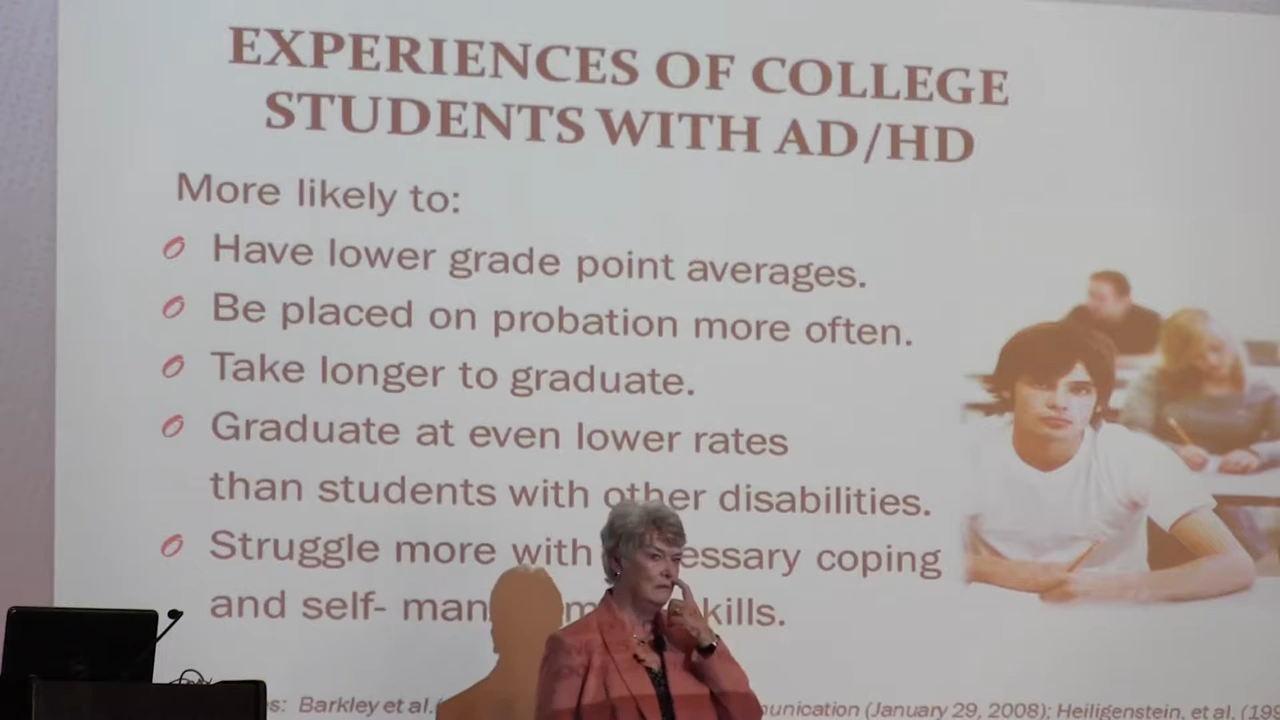 EXPERIENCES OF COLLEGE
STUDENTS WITH AD/HD
More likely to:
Have lower grade point averages.
Be placed on probation more often.
Take longer to graduate.
Graduate at even lower rates
than students with other disabilities.
Struggle more with coping
and self-
Barkley et al. (January 29, 2008); Heiligenstein, et al.